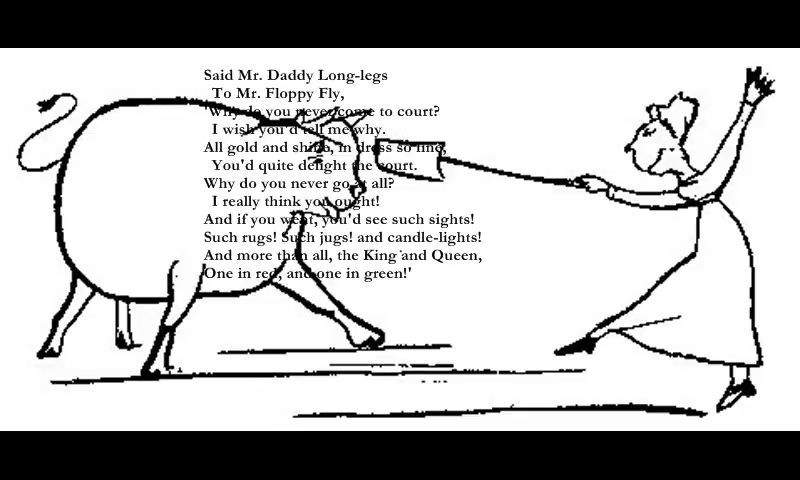 Said Mr. Daddy Long-legs
To Mr. Floppy Fly,
'Why do you never come to court?
I wish you'd tell me why.
All gold and shine, in dress so fine,
You'd quite delight the court.
Why do you never go at all?
I really think you ought!
And if you went, you'd see such sights!
Such rugs! Such jugs! and candle-lights!
And more than all, the King and Queen,
One in red, and one in green!'